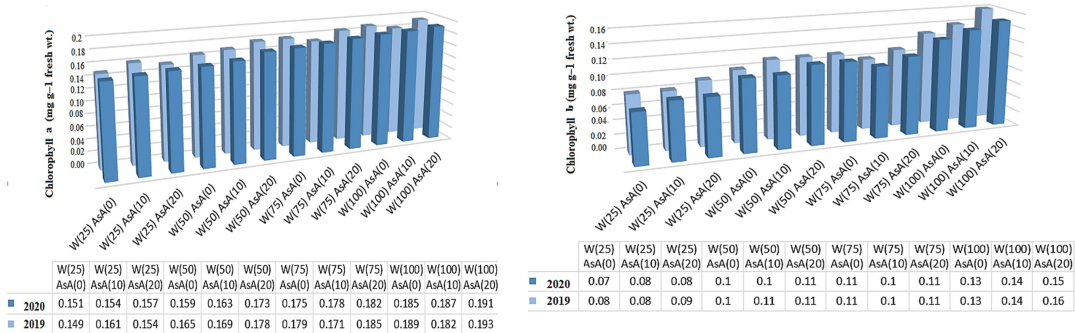 Chlorophyll a (mg g–1 fresh wt.)
0.2
0.18
0.16
0.14
0.12
0.10
0.08
0.06
0.04
0.02
0.00
W(25) AsA(0)
W(25) AsA(10)
W(25) AsA(20)
W(50) AsA(0)
W(50) AsA(10)
W(50) AsA(20)
W(75) AsA(0)
W(75) AsA(10)
W(75) AsA(20)
W(100) AsA(0)
W(100) AsA(10)
W(100) AsA(20)
W(25) W(25) W(25) W(50) W(50) W(50) W(75) W(75) W(75) W(100) W(100) W(100)
AsA(0) AsA(10) AsA(20) AsA(0) AsA(10) AsA(20) AsA(0) AsA(10) AsA(20) AsA(0) AsA(10) AsA(20)
2020 0.151 0.154 0.157 0.159 0.163 0.173 0.175 0.178 0.182 0.185 0.187 0.191
2019 0.149 0.161 0.154 0.165 0.169 0.178 0.179 0.171 0.185 0.189 0.182 0.193
Chlorophyll b (mg g–1 fresh wt.)
0.16
0.14
0.12
0.10
0.08
0.06
0.04
0.02
0.00
W(25) AsA(0)
W(25) AsA(10)
W(25) AsA(20)
W(50) AsA(0)
W(50) AsA(10)
W(50) AsA(20)
W(75) AsA(0)
W(75) AsA(10)
W(75) AsA(20)
W(100) AsA(0)
W(100) AsA(10)
W(100) AsA(20)
W(25) W(25) W(25) W(50) W(50) W(50) W(75) W(75) W(75) W(100) W(100) W(100)
AsA(0) AsA(10) AsA(20) AsA(0) AsA(10) AsA(20) AsA(0) AsA(10) AsA(20) AsA(0) AsA(10) AsA(20)
2020 0.07 0.08 0.08 0.1 0.1 0.11 0.11 0.1 0.11 0.13 0.14 0.15
2019 0.08 0.08 0.09 0.1 0.11 0.11 0.11 0.1 0.11 0.13 0.14 0.16